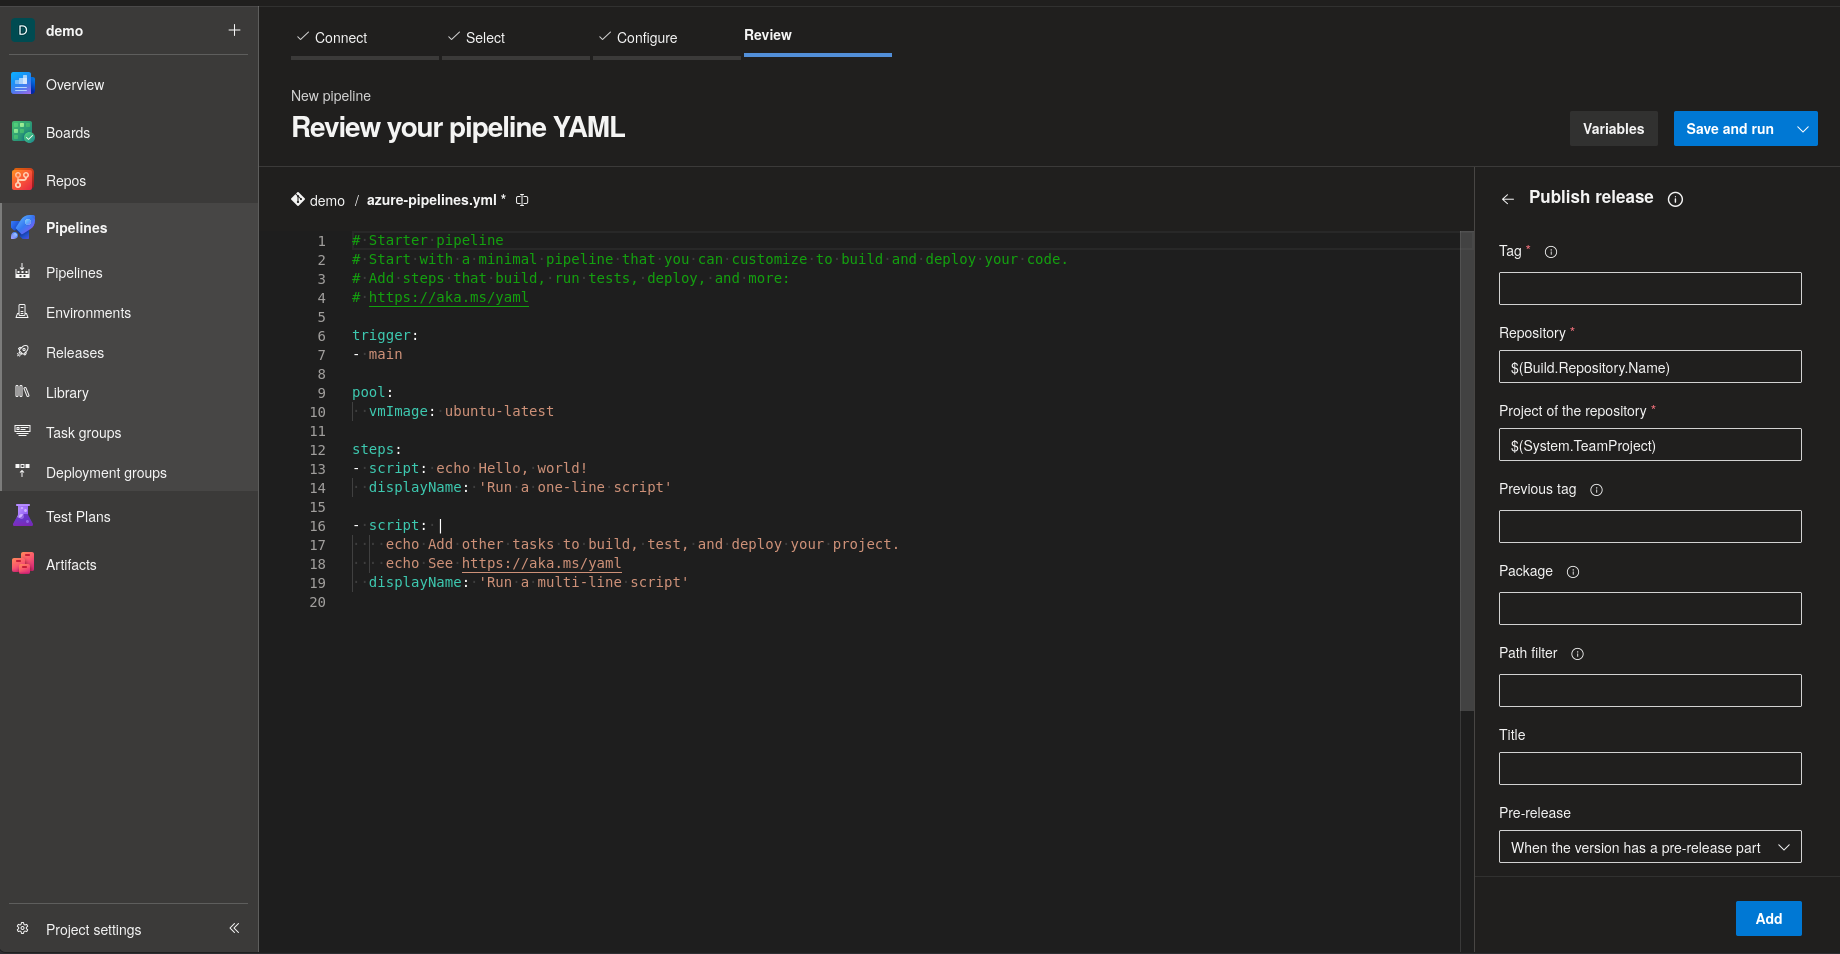 D demo
Overview
Boards
Repos
Pipelines
Pipelines
Environments
Releases
Library
Task groups
Deployment groups
Test Plans
Artifacts
Project settings
Connect
Select
Configure
Review
New pipeline
Review your pipeline YAML
Variables
Save and run
demo / azure-pipelines.yml *
1 # Starter pipeline
2 # Start with a minimal pipeline that you can customize to build and deploy your code.
3 # Add steps that build, run tests, deploy, and more:
4 # https://aka.ms/yaml
5
6 trigger:
7 - main
8
9 pool:
10   vmImage: ubuntu-latest
11
12 steps:
13 - script: echo Hello, world!
14   displayName: 'Run a one-line script'
15
16 - script: |
17     echo Add other tasks to build, test, and deploy your project.
18     echo See https://aka.ms/yaml
19   displayName: 'Run a multi-line script'
20
Publish release
Tag *
Repository *
$(Build.Repository.Name)
Project of the repository *
$(System.TeamProject)
Previous tag
Package
Path filter
Title
Pre-release
When the version has a pre-release part
Add